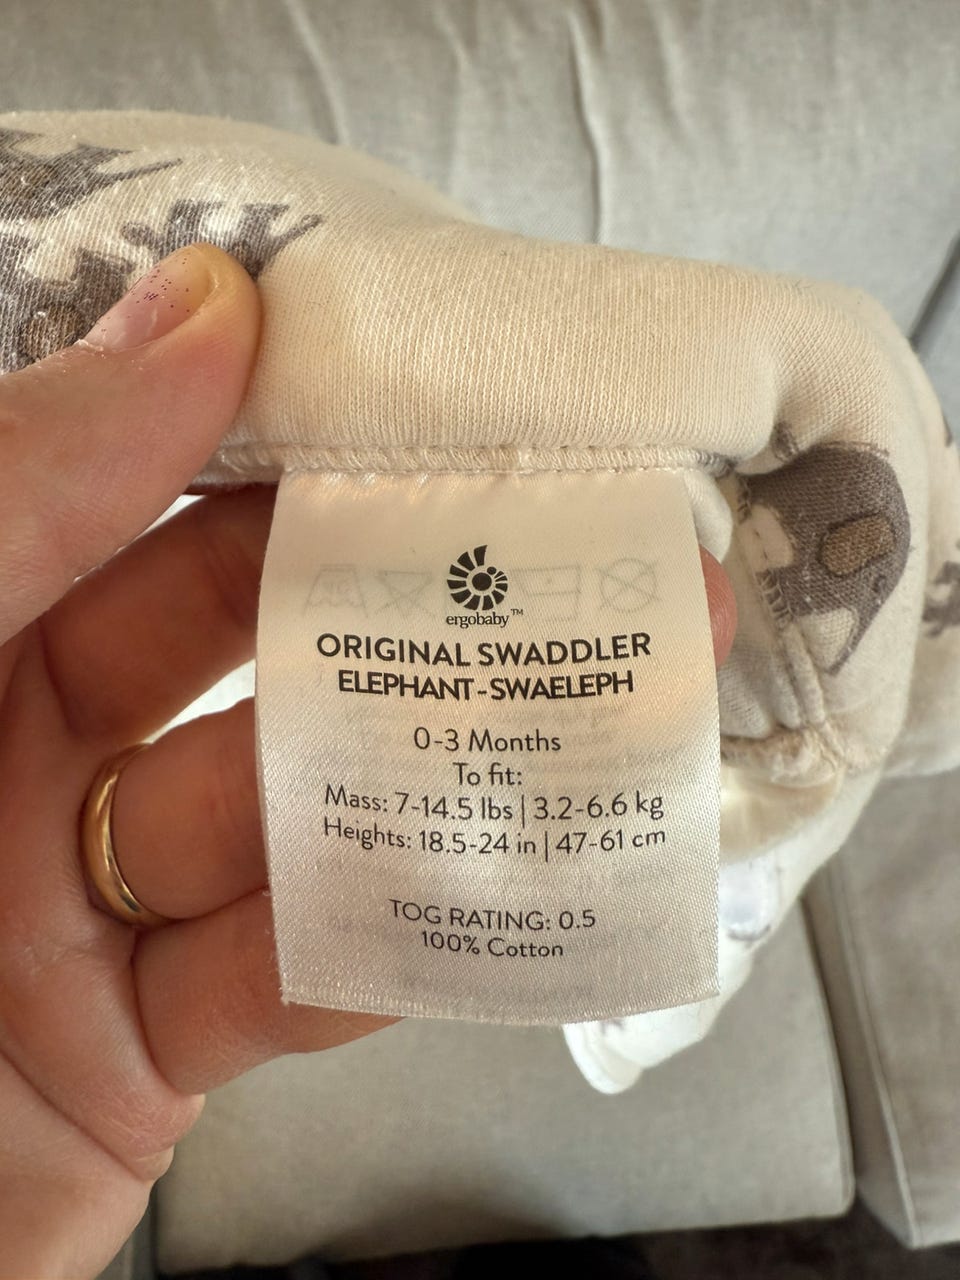 ergobaby™
ORIGINAL SWADDLER
ELEPHANT-SWAELEPH
0-3 Months
To fit:
Mass: 7-14.5 lbs | 3.2-6.6 kg
Heights: 18.5-24 in | 47-61 cm
TOG RATING: 0.5
100% Cotton